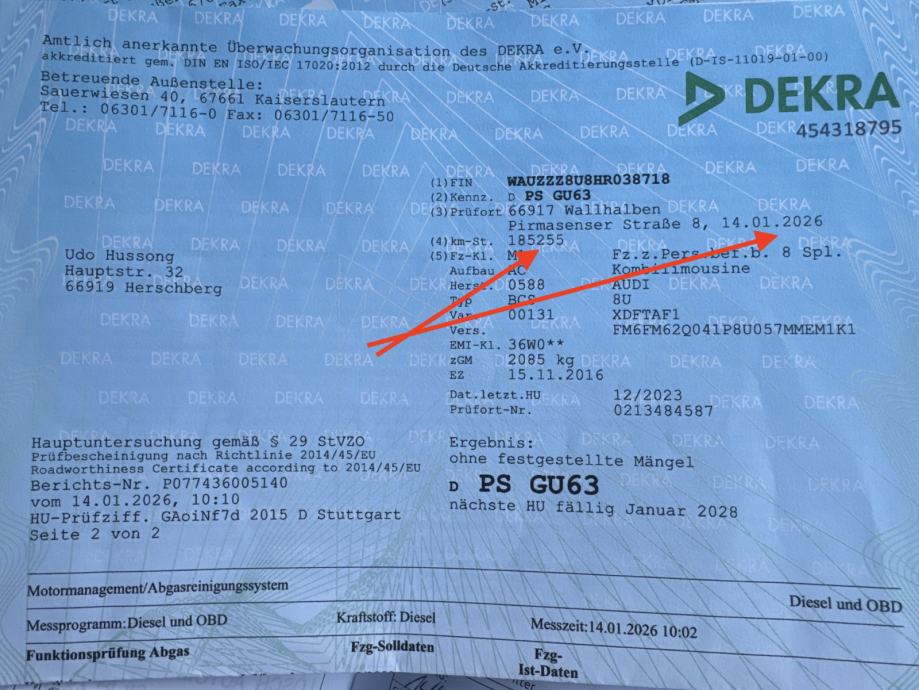 Amtlich anerkannte Überwachungsorganisation des DEKRA e.V.
akkreditiert gem. DIN EN ISO/IEC 17020:2012 durch die Deutsche Akkreditierungsstelle (D-IS-11019-01-00)
Betreuende Außenstelle:
Sauerwiesen 40, 67661 Kaiserslautern
Tel.: 06301/7116-0 Fax: 06301/7116-50
DEKRA
454318795
(1) FIN WAUZZZ8U8HR038718
(2) Kennz. D PS GU63
(3) Prüfort 66917 Wallhalben
Pirmasenser Straße 8, 14.01.2026
(4) km-St. 185255
(5) Fz-Kl. M1 Fz.z.Pers.bef.b. 8 Spl.
Aufbau AC Kombilimousine
Herst. 0588 AUDI
Typ BCS 8U
Var. 00131 XDFTAF1
Vers. FM6FM62Q041P8U057MMEM1K1
EMI-Kl. 36W0**
zGM 2085 kg
EZ 15.11.2016
Dat.letzt.HU 12/2023
Prüfort-Nr. 0213484587
Udo Hussong
Hauptstr. 32
66919 Herschberg
Hauptuntersuchung gemäß § 29 StVZO
Prüfbescheinigung nach Richtlinie 2014/45/EU
Roadworthiness Certificate according to 2014/45/EU
Berichts-Nr. P077436005140
vom 14.01.2026, 10:10
HU-Prüfziff. GAoiNf7d 2015 D Stuttgart
Seite 2 von 2
Ergebnis:
ohne festgestellte Mängel
D PS GU63
nächste HU fällig Januar 2028
Motormanagement/Abgasreinigungssystem
Diesel und OBD
Messprogramm:Diesel und OBD Kraftstoff: Diesel Messzeit:14.01.2026 10:02
Funktionsprüfung Abgas Fzg-Solldaten Fzg-
Ist-Daten